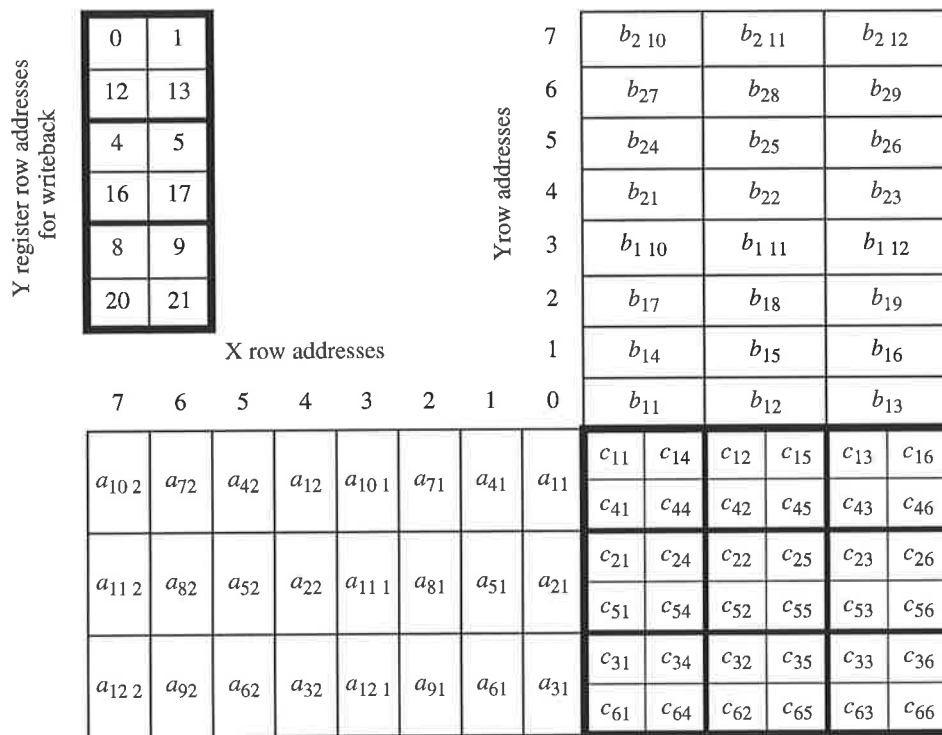 Y register row addresses
for writeback
0 1
12 13
4 5
16 17
8 9
20 21
Yrow addresses
7 b2 10 b2 11 b2 12
6 b27 b28 b29
5 b24 b25 b26
4 b21 b22 b23
3 b1 10 b1 11 b1 12
2 b17 b18 b19
1 b14 b15 b16
0 b11 b12 b13
X row addresses
7 6 5 4 3 2 1
a10 2 a72 a42 a12 a10 1 a71 a41 a11
c11 c14 c12 c15 c13 c16
c41 c44 c42 c45 c43 c46
a11 2 a82 a52 a22 a11 1 a81 a51 a21
c21 c24 c22 c25 c23 c26
c51 c54 c52 c55 c53 c56
a12 2 a92 a62 a32 a12 1 a91 a61 a31
c31 c34 c32 c35 c33 c36
c61 c64 c62 c65 c63 c66